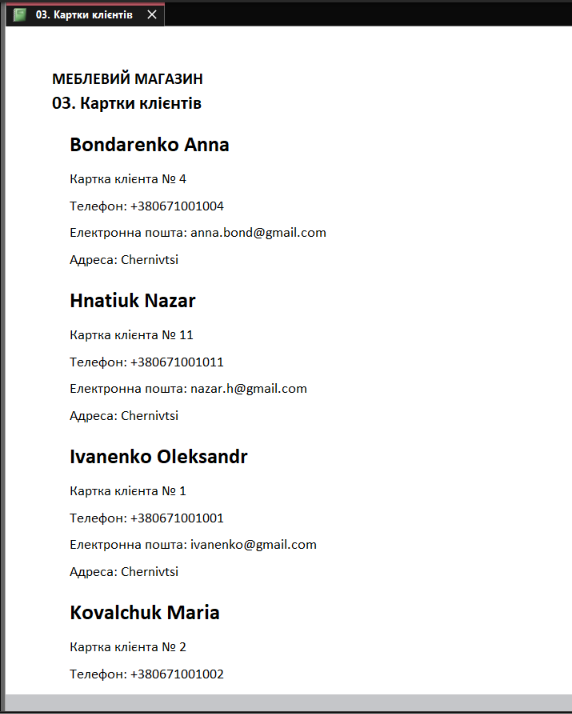 03. Картки клієнтів
МЕБЛЕВИЙ МАГАЗИН
03. Картки клієнтів
Bondarenko Anna
Картка клієнта № 4
Телефон: +380671001004
Електронна пошта: anna.bond@gmail.com
Адреса: Chernivtsi
Hnatiuk Nazar
Картка клієнта № 11
Телефон: +380671001011
Електронна пошта: nazar.h@gmail.com
Адреса: Chernivtsi
Ivanenko Oleksandr
Картка клієнта № 1
Телефон: +380671001001
Електронна пошта: ivanenko@gmail.com
Адреса: Chernivtsi
Kovalchuk Maria
Картка клієнта № 2
Телефон: +380671001002